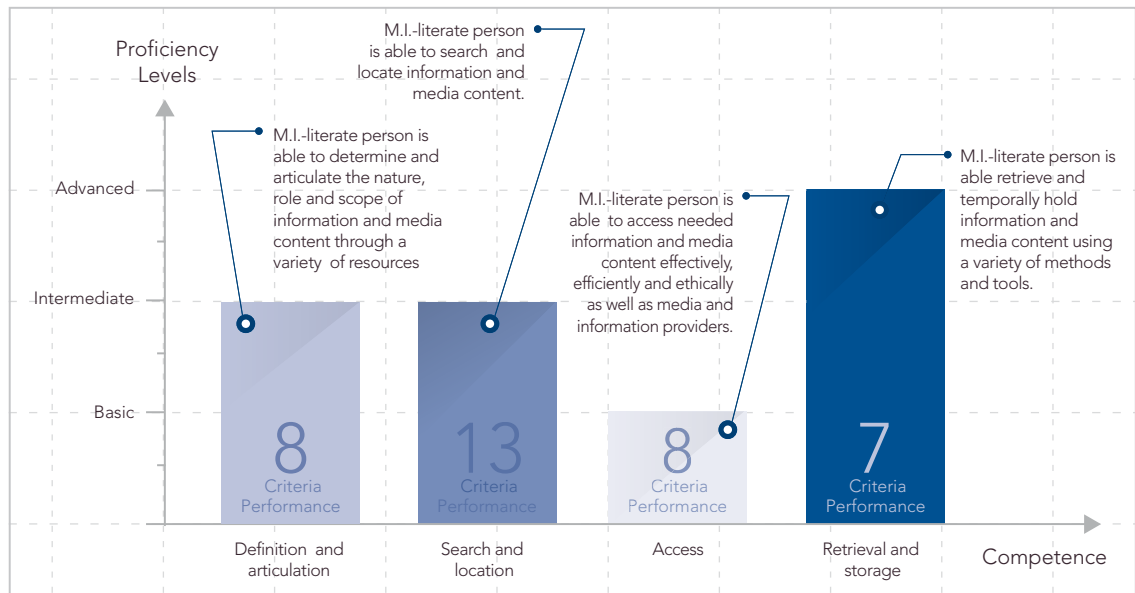 Proficiency
Levels
M.I.-literate person
is able to search and
locate information and
media content.
M.I.-literate person is
able to determine and
articulate the nature,
role and scope of
information and media
content through a
variety of resources
M.I.-literate person is
able to access needed
information and media
content effectively,
efficiently and ethically
as well as media and
information providers.
M.I.-literate person is
able retrieve and
temporally hold
information and
media content using
a variety of methods
and tools.
Advanced
Intermediate
Basic
8
Criteria
Performance
13
Criteria
Performance
8
Criteria
Performance
7
Criteria
Performance
Definition and
articulation
Search and
location
Access
Retrieval and
storage
Competence